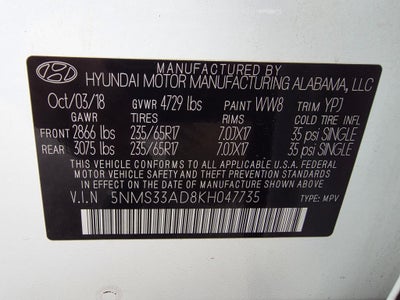 MANUFACTURED BY
HYUNDAI MOTOR MANUFACTURING ALABAMA, LLC
Oct/03/18 GVWR 4729 lbs PAINT WW8 TRIM YPJ
GAWR TIRES RIMS COLD TIRE INFL
FRONT 2866 lbs 235/65R17 7.0JX17 35 psi SINGLE
REAR 3075 lbs 235/65R17 7.0JX17 35 psi SINGLE
THIS VEHICLE CONFORMS TO ALL APPLICABLE U.S.A. FEDERAL MOTOR
VEHICLE SAFETY STANDARDS IN EFFECT ON THE DATE OF MANUFACTURE SHOWN ABOVE.
V.I.N 5NMS33AD8KH047735
TYPE: MPV